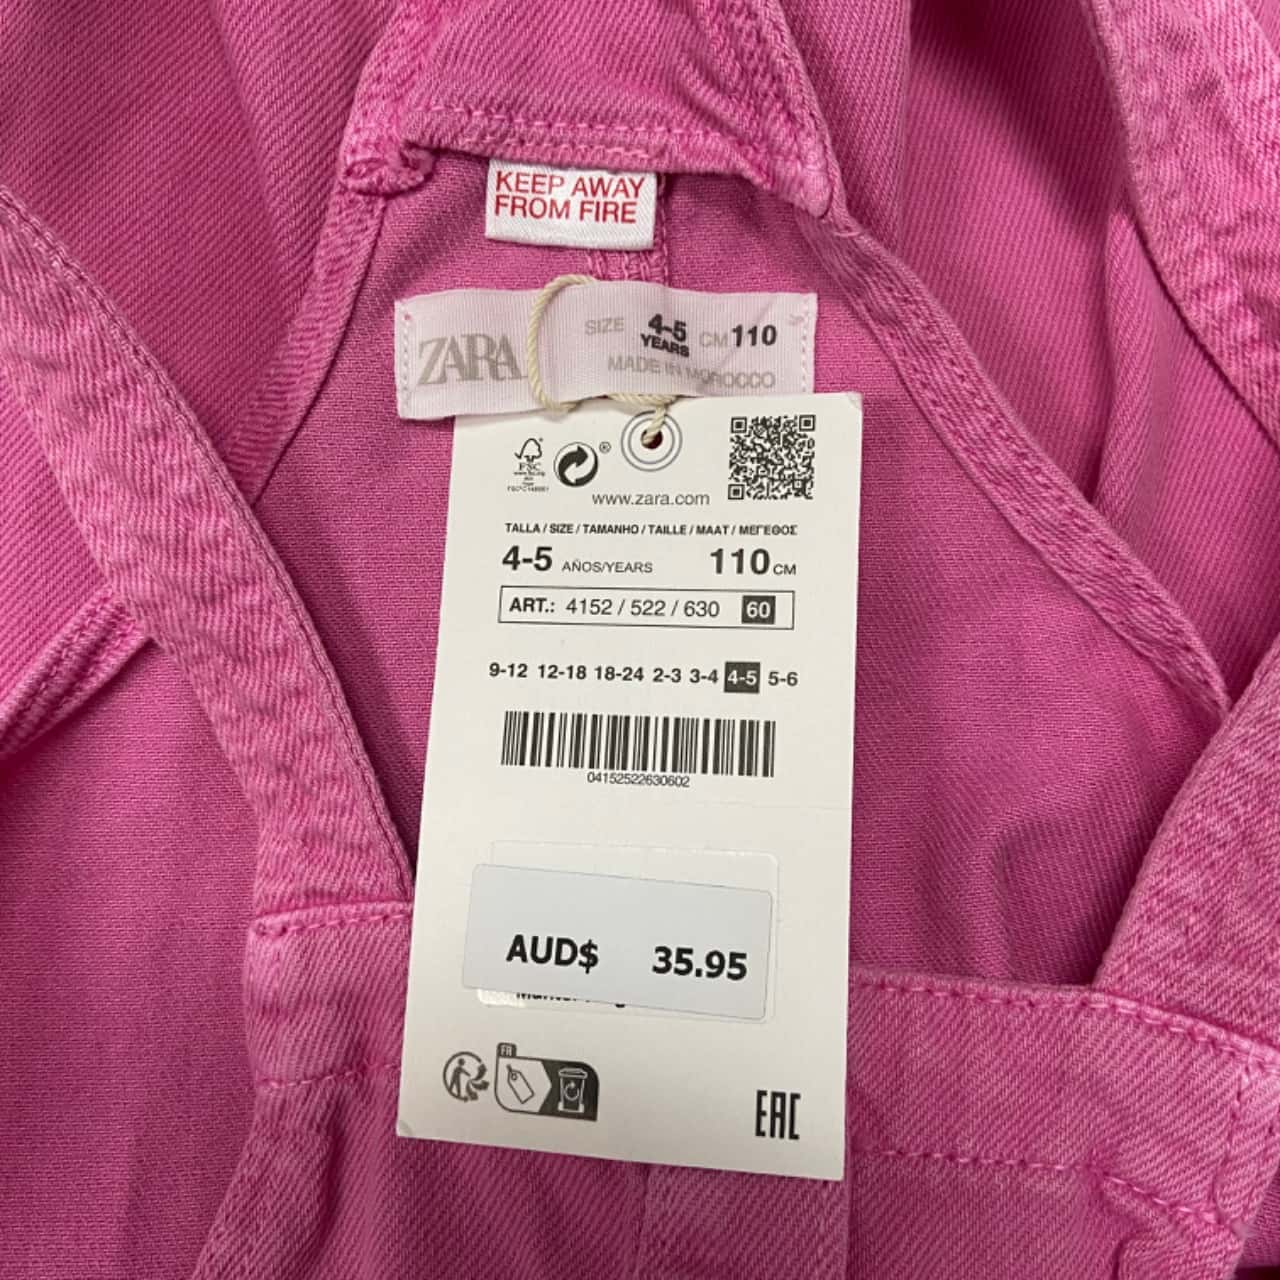 KEEP AWAY
FROM FIRE
ZARA SIZE 4-5 YEARS CM 110
MADE IN MOROCCO
FSC ®
www.zara.com
TALLA / SIZE / TAMANHO / TAILLE / MAAT / ΜΕΓΕΘΟΣ
4-5 AÑOS/YEARS 110 CM
ART.: 4152 / 522 / 630 60
9-12 12-18 18-24 2-3 3-4 4-5 5-6
04152522630602
AUD$ 35.95
FR
EAC